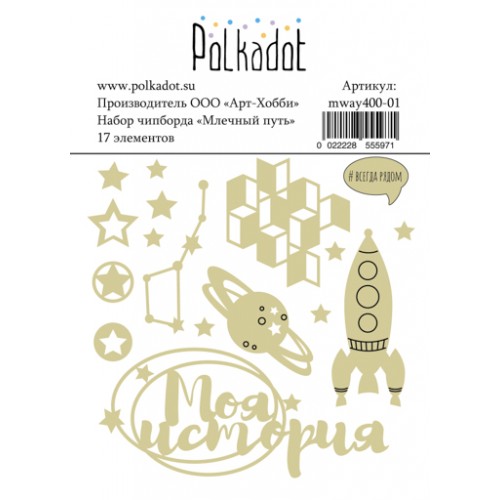 Polkadot
www.polkadot.su
Производитель ООО «Арт-Хобби»
Набор чипборда «Млечный путь»
17 элементов
Артикул:
mway400-01
0 022228 555971
# ВСЕГДА РЯДОМ
Моя
история